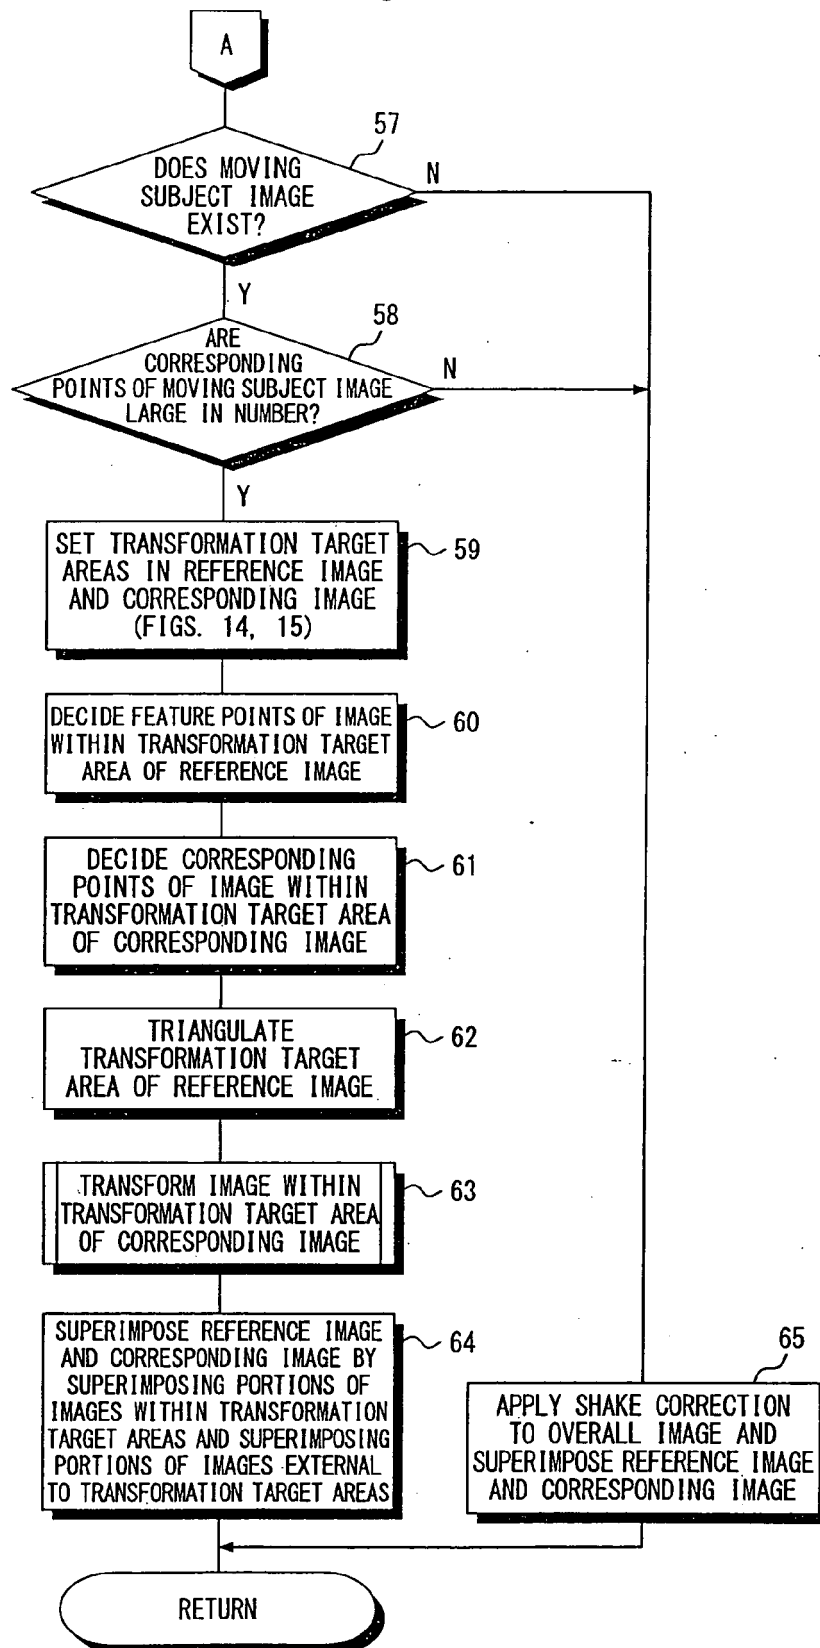 A
57
DOES MOVING
SUBJECT IMAGE
EXIST?
N
Y
58
ARE
CORRESPONDING
POINTS OF MOVING SUBJECT IMAGE
LARGE IN NUMBER?
N
Y
SET TRANSFORMATION TARGET
AREAS IN REFERENCE IMAGE
AND CORRESPONDING IMAGE
(FIGS. 14, 15)
59
DECIDE FEATURE POINTS OF IMAGE
WITHIN TRANSFORMATION TARGET
AREA OF REFERENCE IMAGE
60
DECIDE CORRESPONDING
POINTS OF IMAGE WITHIN
TRANSFORMATION TARGET AREA
OF CORRESPONDING IMAGE
61
TRIANGULATE
TRANSFORMATION TARGET
AREA OF REFERENCE IMAGE
62
TRANSFORM IMAGE WITHIN
TRANSFORMATION TARGET AREA
OF CORRESPONDING IMAGE
63
SUPERIMPOSE REFERENCE IMAGE
AND CORRESPONDING IMAGE BY
SUPERIMPOSING PORTIONS OF
IMAGES WITHIN TRANSFORMATION
TARGET AREAS AND SUPERIMPOSING
PORTIONS OF IMAGES EXTERNAL
TO TRANSFORMATION TARGET AREAS
64
65
APPLY SHAKE CORRECTION
TO OVERALL IMAGE AND
SUPERIMPOSE REFERENCE IMAGE
AND CORRESPONDING IMAGE
RETURN